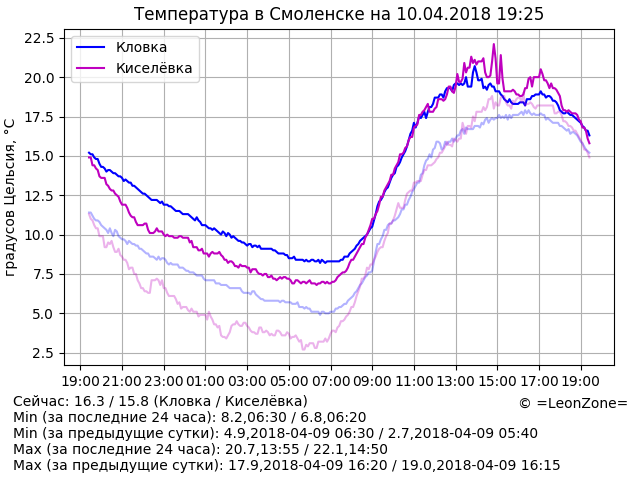 Температура в Смоленске на 10.04.2018 19:25
градусов Цельсия, °C
22.5
20.0
17.5
15.0
12.5
10.0
7.5
5.0
2.5
Кловка
Киселёвка
19:00 21:00 23:00 01:00 03:00 05:00 07:00 09:00 11:00 13:00 15:00 17:00 19:00
Сейчас: 16.3 / 15.8 (Кловка / Киселёвка)
© =LeonZone=
Min (за последние 24 часа): 8.2,06:30 / 6.8,06:20
Min (за предыдущие сутки): 4.9,2018-04-09 06:30 / 2.7,2018-04-09 05:40
Max (за последние 24 часа): 20.7,13:55 / 22.1,14:50
Max (за предыдущие сутки): 17.9,2018-04-09 16:20 / 19.0,2018-04-09 16:15